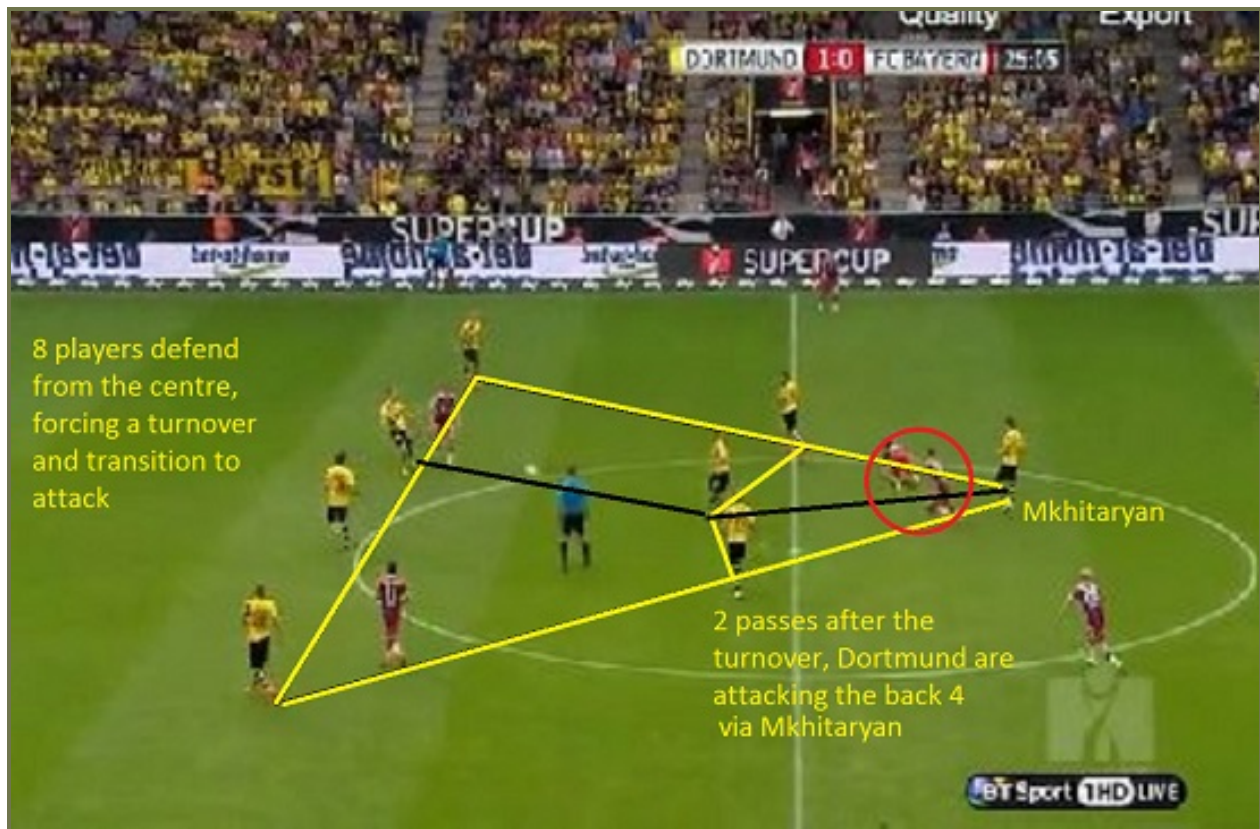 Quality Export
DORTMUND 1:0 FC BAYERN 25:05
SUPERCUP
SUPERCUP
8 players defend
from the centre,
forcing a turnover
and transition to
attack
Mkhitaryan
2 passes after the
turnover, Dortmund are
attacking the back 4
via Mkhitaryan
BT Sport 1HD LIVE